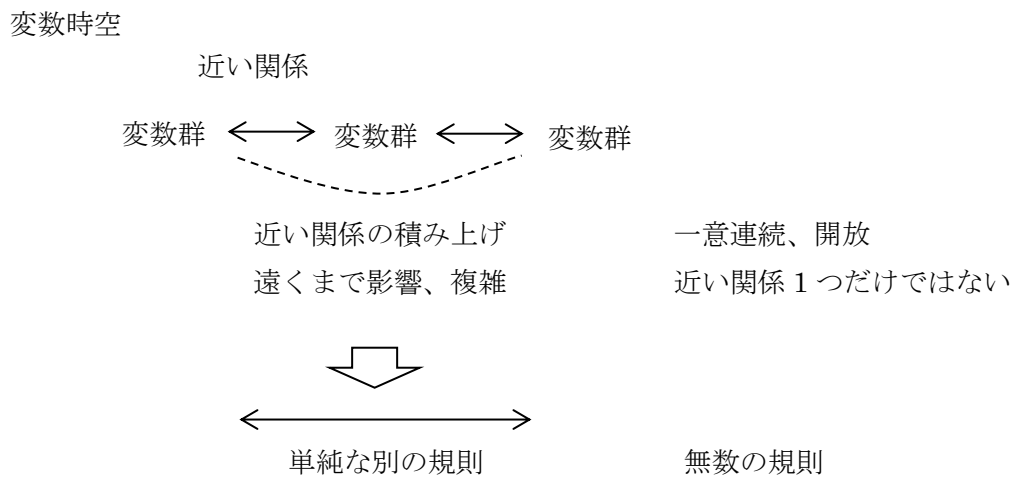 変数時空
近い関係
変数群 変数群 変数群
近い関係の積み上げ 一意連続、開放
遠くまで影響、複雑 近い関係1つだけではない
単純な別の規則 無数の規則